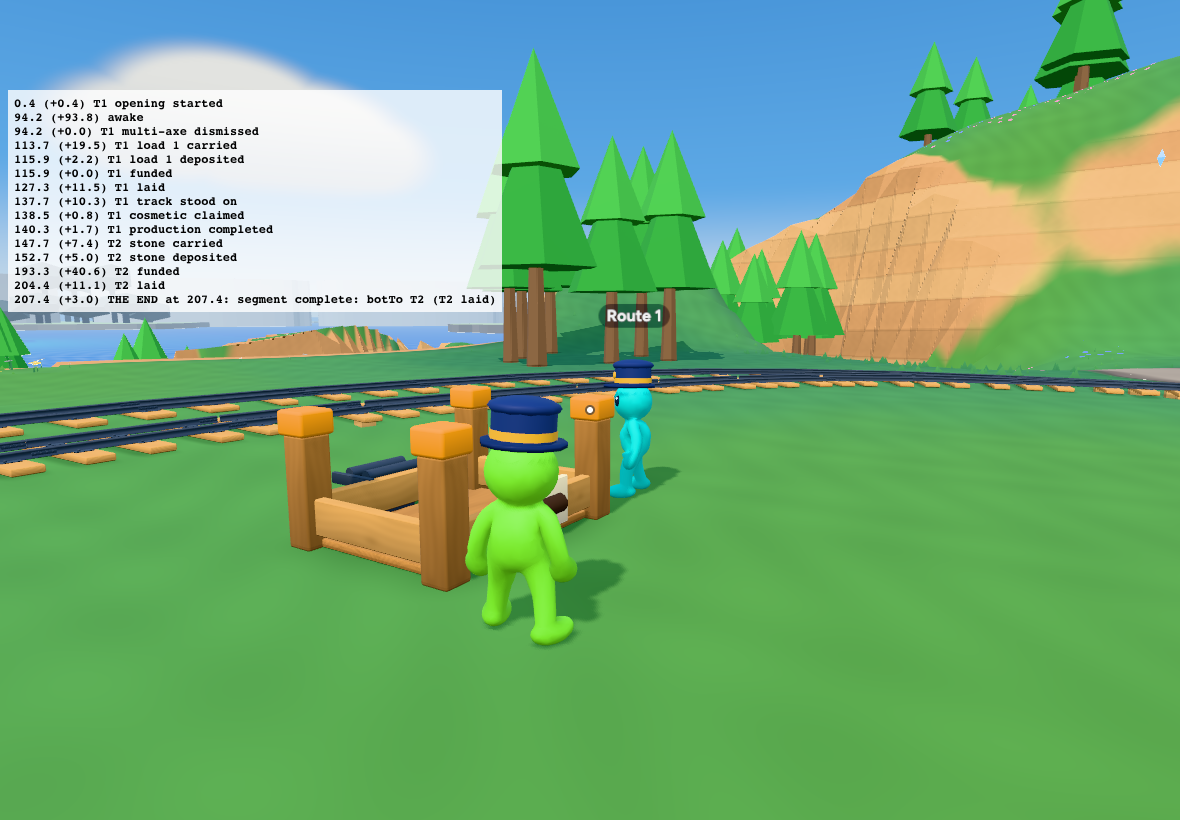 0.4 (+0.4) T1 opening started
94.2 (+93.8) awake
94.2 (+0.0) T1 multi-axe dismissed
113.7 (+19.5) T1 load 1 carried
115.9 (+2.2) T1 load 1 deposited
115.9 (+0.0) T1 funded
127.3 (+11.5) T1 laid
137.7 (+10.3) T1 track stood on
138.5 (+0.8) T1 cosmetic claimed
140.3 (+1.7) T1 production completed
147.7 (+7.4) T2 stone carried
152.7 (+5.0) T2 stone deposited
193.3 (+40.6) T2 funded
204.4 (+11.1) T2 laid
207.4 (+3.0) THE END at 207.4: segment complete: botTo T2 (T2 laid)
Route 1